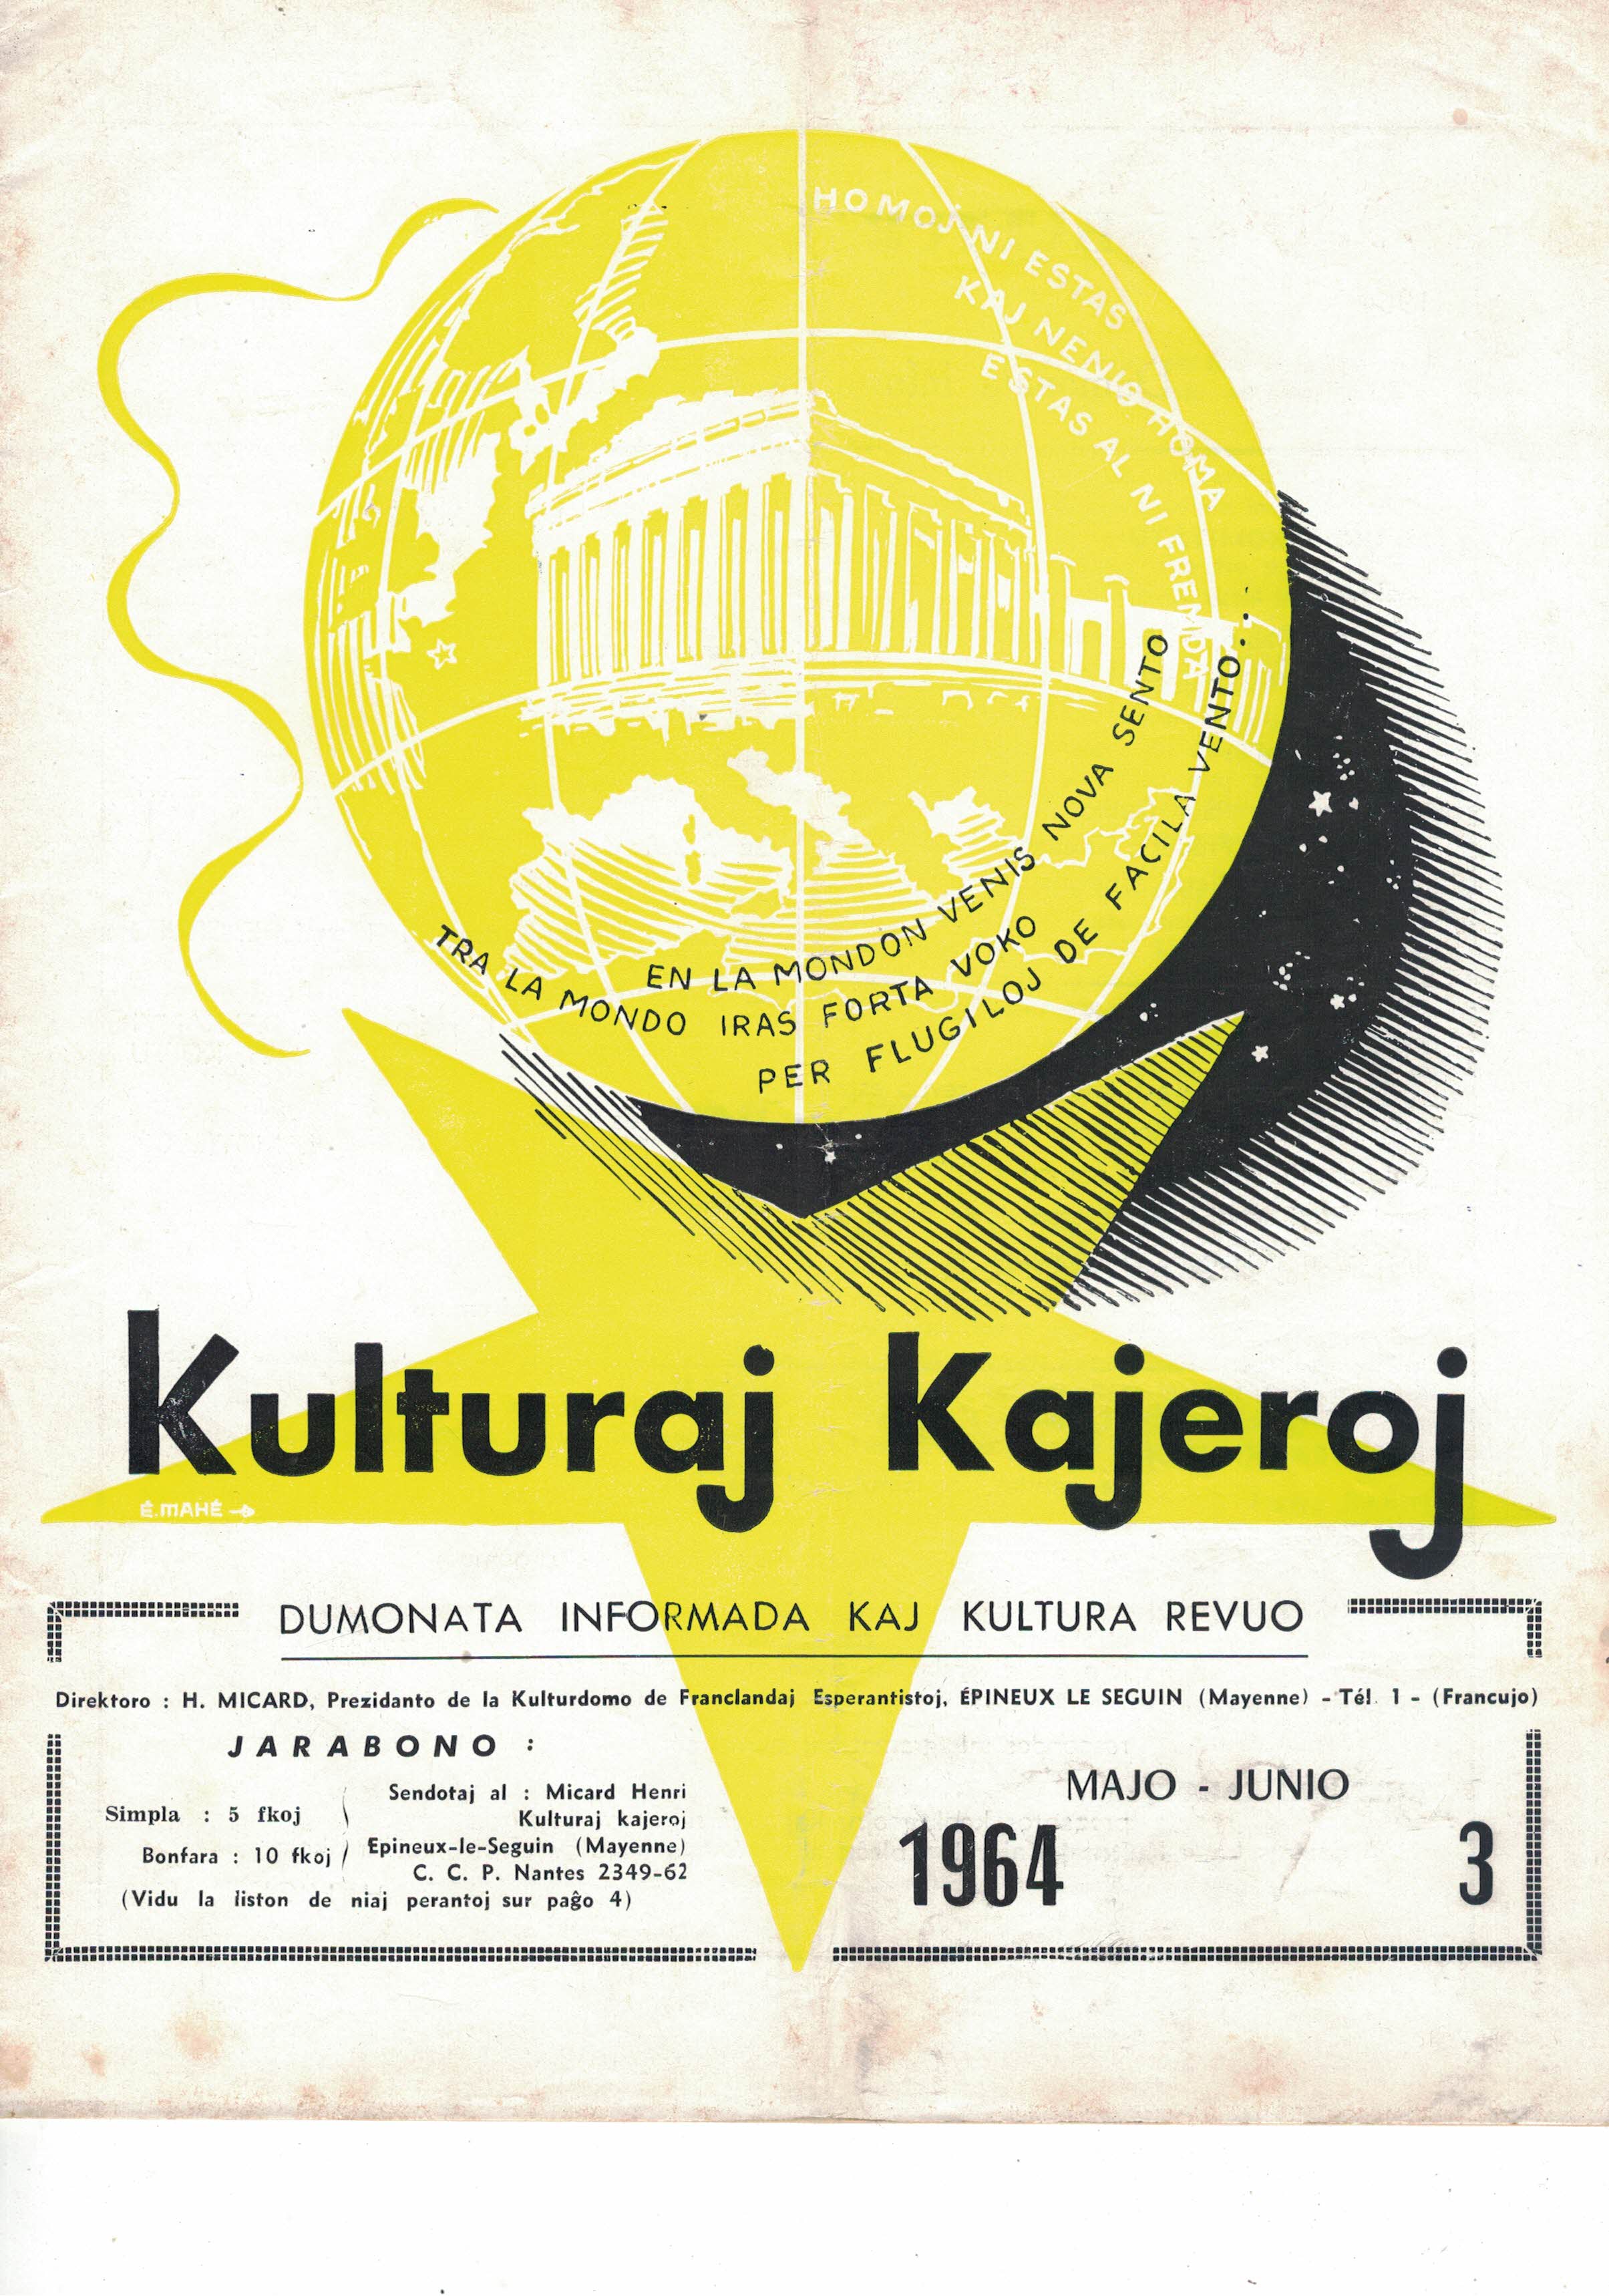 HOMOJ NI ESTAS
KAJ NENIO HOMA
ESTAS AL NI FREMDA
EN LA MONDON VENIS NOVA SENTO
TRA LA MONDO IRAS FORTA VOKO
PER FLUGILOJ DE FACILA VENTO...
Kulturaj Kajeroj
É. MAHÉ
DUMONATA INFORMADA KAJ KULTURA REVUO
Direktoro : H. MICARD, Prezidanto de la Kulturdomo de Franclandaj Esperantistoj, ÉPINEUX LE SEGUIN (Mayenne) - Tél. 1 - (Francujo)
JARABONO :
Simpla : 5 fkoj
Bonfara : 10 fkoj
Sendotaj al : Micard Henri
Kulturaj kajeroj
Epineux-le-Seguin (Mayenne)
C. C. P. Nantes 2349-62
(Vidu la liston de niaj perantoj sur paĝo 4)
MAJO - JUNIO
1964 3